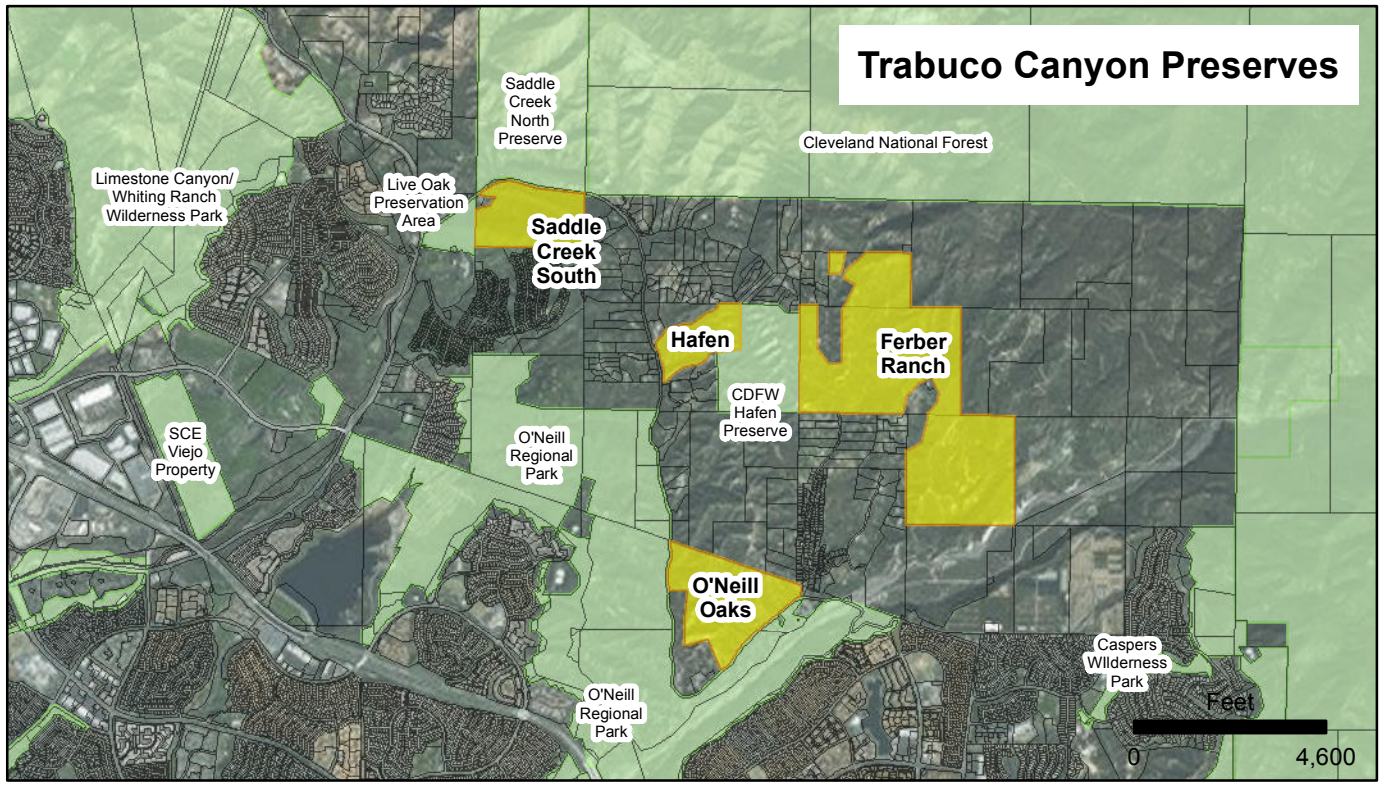 Trabuco Canyon Preserves
Saddle
Creek
North
Preserve
Cleveland National Forest
Limestone Canyon/
Whiting Ranch
Wilderness Park
Live Oak
Preservation
Area
Saddle
Creek
South
Hafen
Ferber
Ranch
CDFW
Hafen
Preserve
SCE
Viejo
Property
O'Neill
Regional
Park
O'Neill
Oaks
Caspers
WIlderness
Park
O'Neill
Regional
Park
Feet
0
4,600